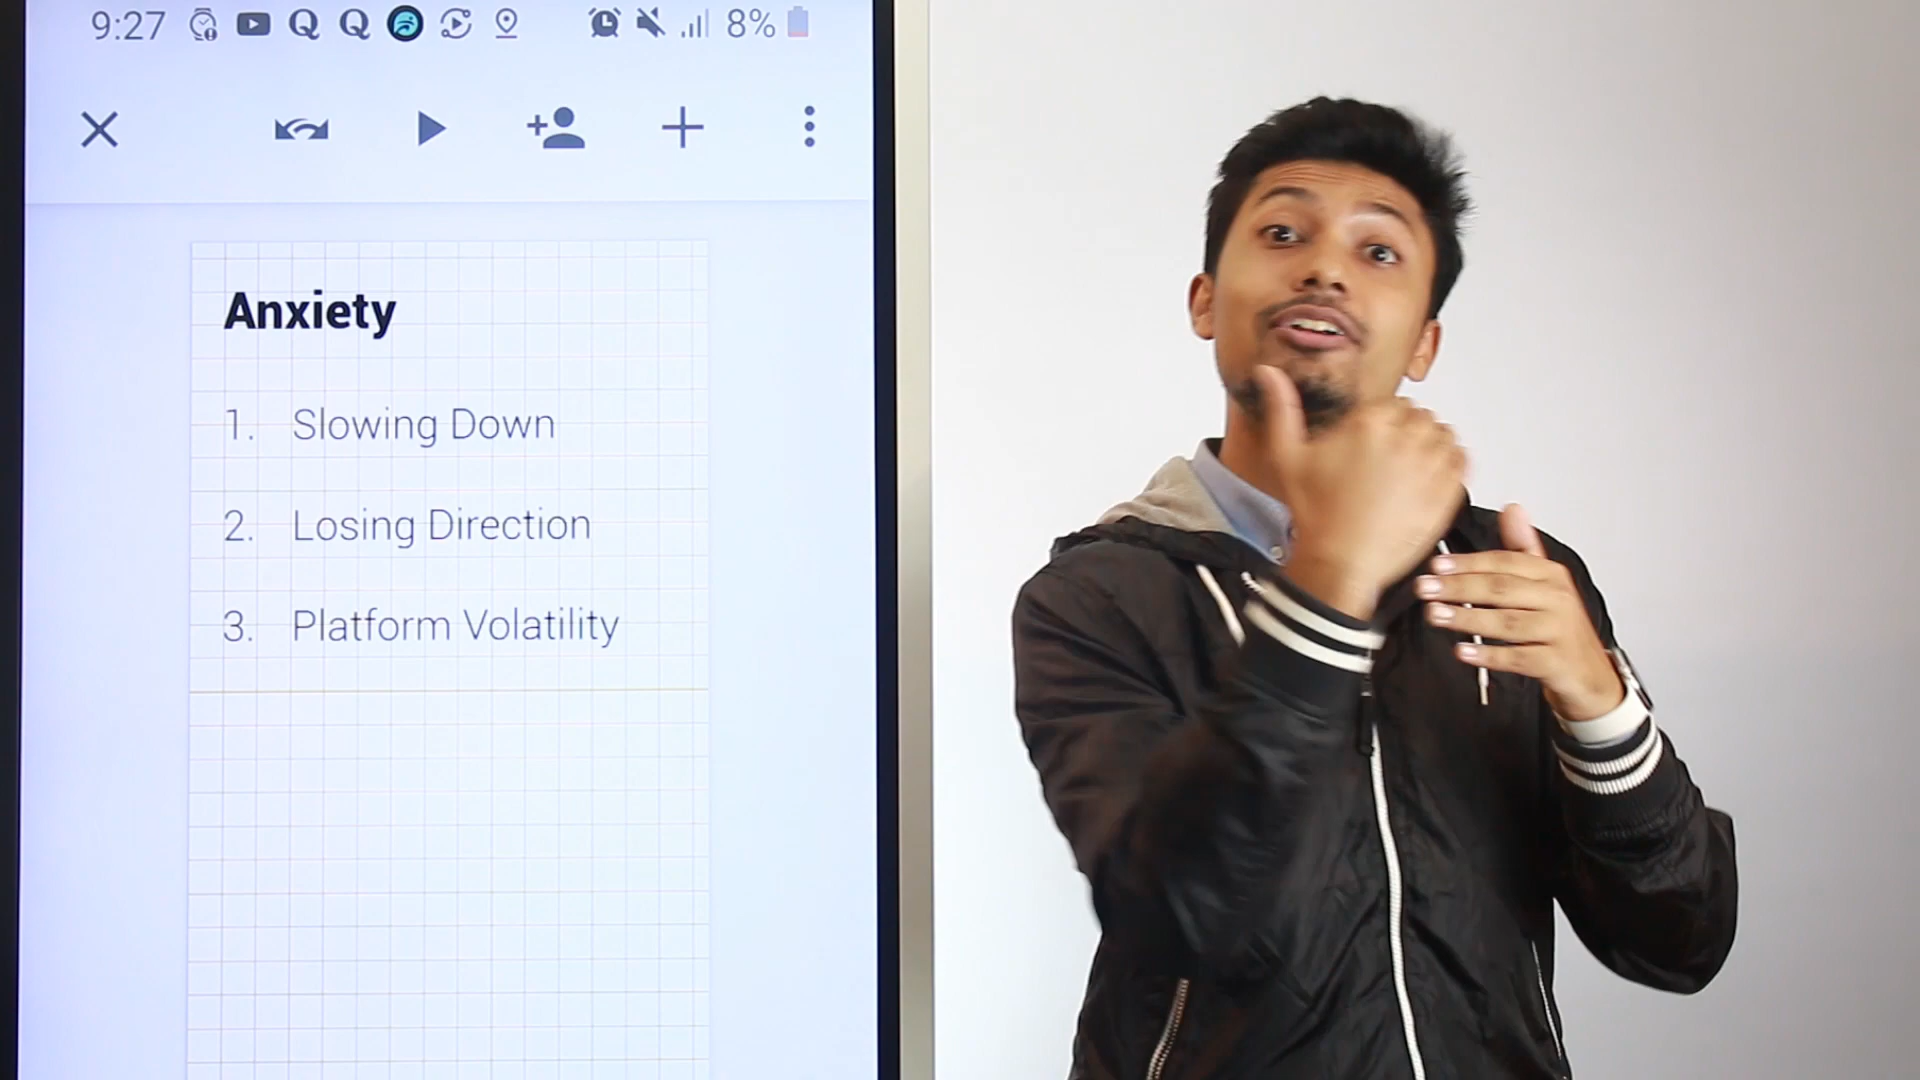 9:27 Q Q 8%
Anxiety
1. Slowing Down
2. Losing Direction
3. Platform Volatility